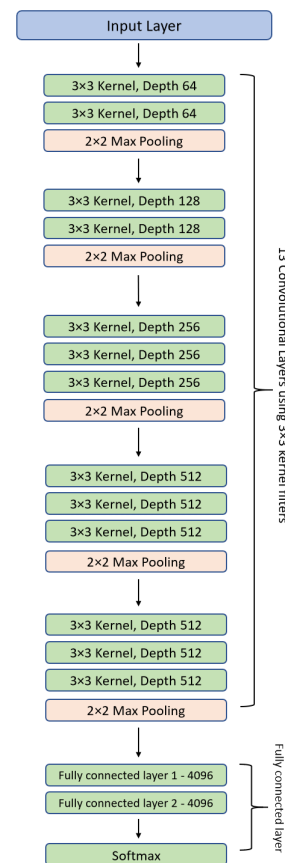 Input Layer
3×3 Kernel, Depth 64
3×3 Kernel, Depth 64
2×2 Max Pooling
3×3 Kernel, Depth 128
3×3 Kernel, Depth 128
2×2 Max Pooling
3×3 Kernel, Depth 256
3×3 Kernel, Depth 256
3×3 Kernel, Depth 256
2×2 Max Pooling
3×3 Kernel, Depth 512
3×3 Kernel, Depth 512
3×3 Kernel, Depth 512
2×2 Max Pooling
3×3 Kernel, Depth 512
3×3 Kernel, Depth 512
3×3 Kernel, Depth 512
2×2 Max Pooling
13 Convolutional Layers using 3×3 kernel filters
Fully connected layer 1 - 4096
Fully connected layer 2 - 4096
Softmax
Fully connected layer